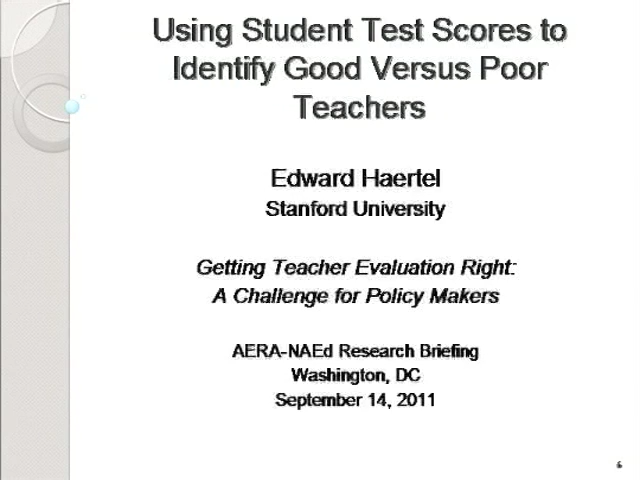 Using Student Test Scores to
Identify Good Versus Poor
Teachers
Edward Haertel
Stanford University
Getting Teacher Evaluation Right:
A Challenge for Policy Makers
AERA-NAEd Research Briefing
Washington, DC
September 14, 2011
6